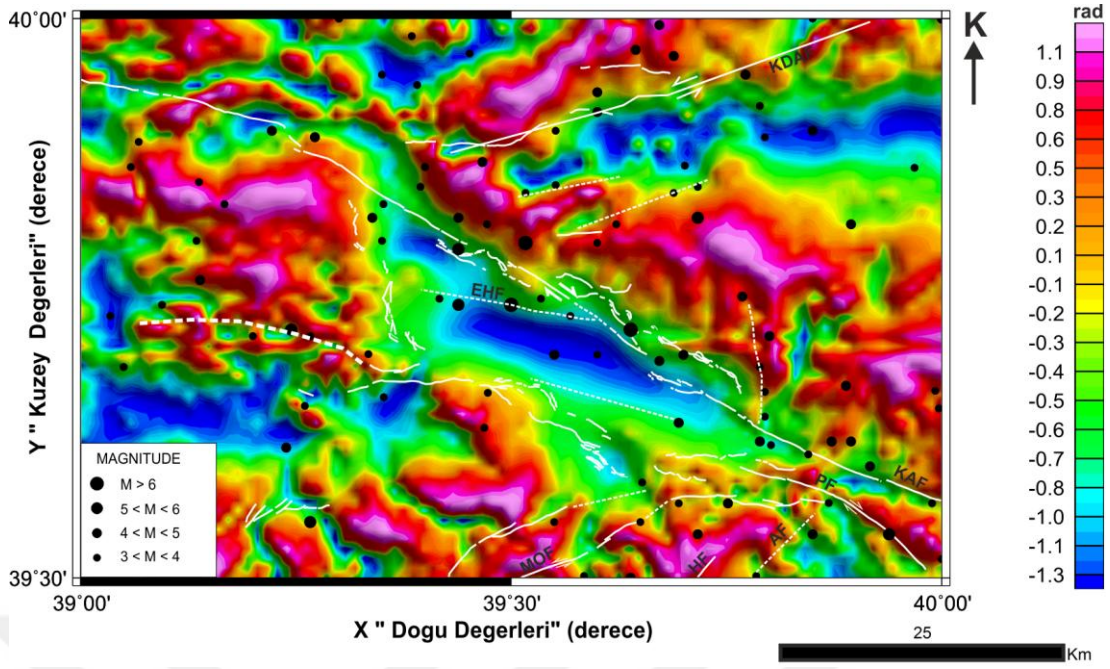 40°00'
K
rad
KDAF
1.1
0.9
0.8
0.6
0.5
0.4
0.2
0.1
-0.1
-0.2
-0.4
-0.5
-0.6
-0.7
-0.8
-1.0
-1.1
-1.3
Y " Kuzey Degerleri" (derece)
EHF
KAF
PF
AF
HF
MOF
MAGNITUDE
M > 6
5 < M < 6
4 < M < 5
3 < M < 4
39°30'
39°00'
39°30'
40°00'
X " Dogu Degerleri" (derece)
25
Km